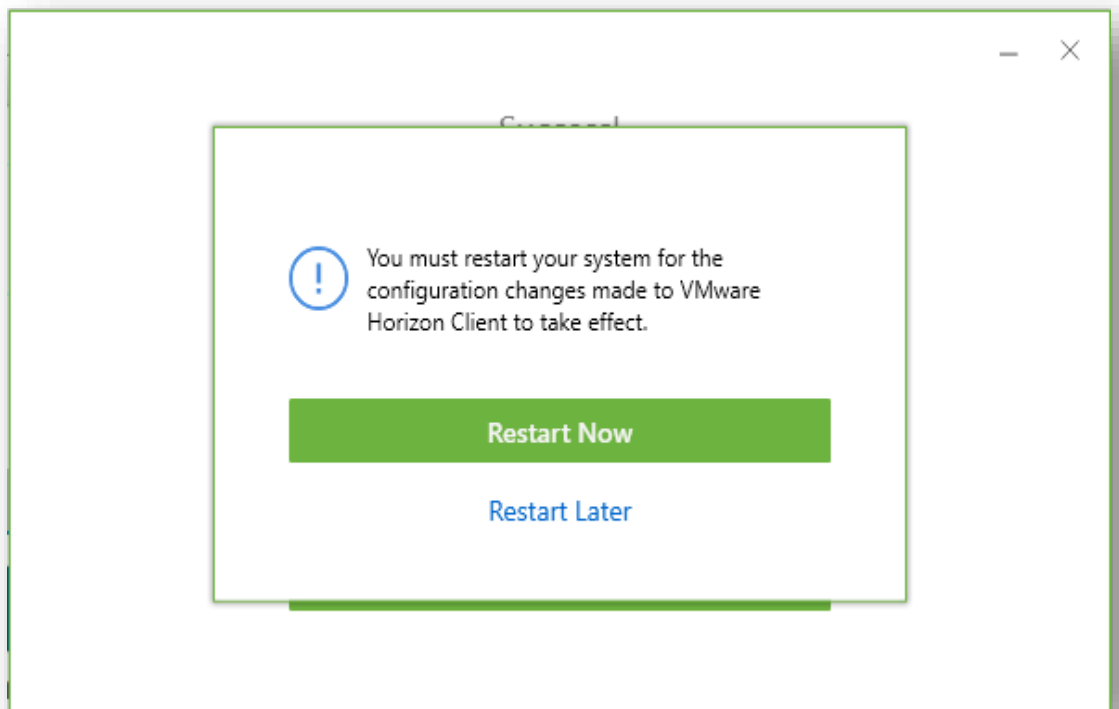 You must restart your system for the
configuration changes made to VMware
Horizon Client to take effect.
Restart Now
Restart Later